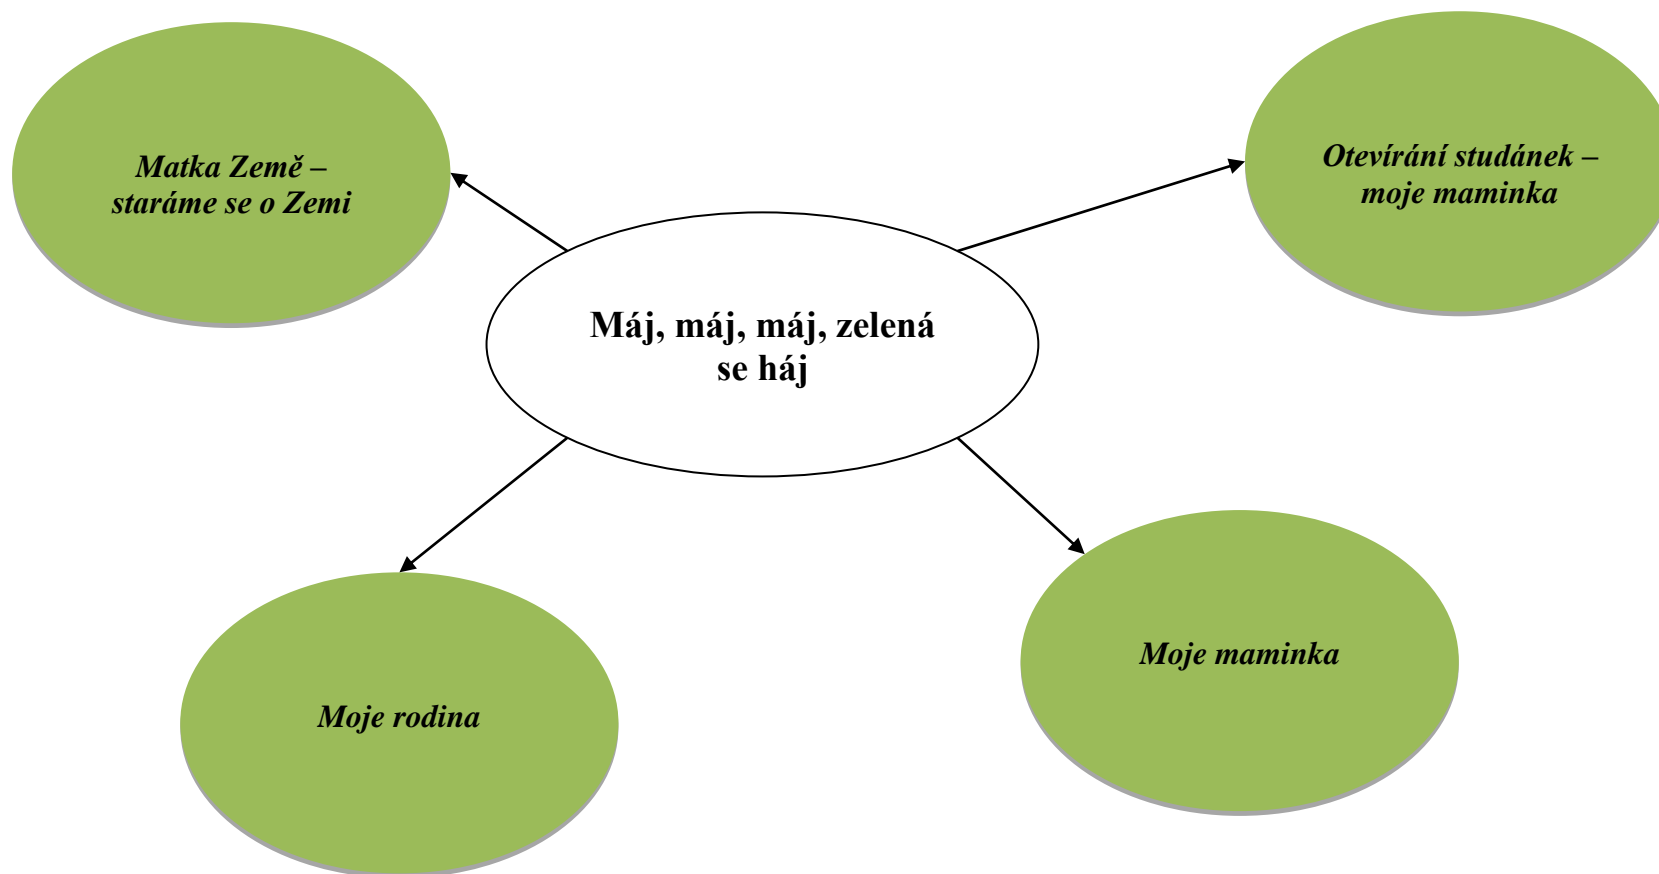 Matka Země –
staráme se o Zemi
Otevírání studánek –
moje maminka
Máj, máj, máj, zelená
se háj
Moje rodina
Moje maminka